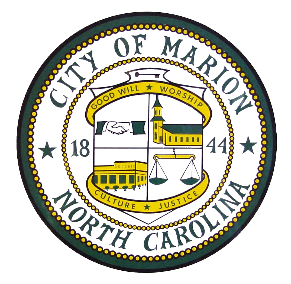 CITY OF MARION
GOOD WILL ★ WORSHIP
18 44
CULTURE ★ JUSTICE
NORTH CAROLINA